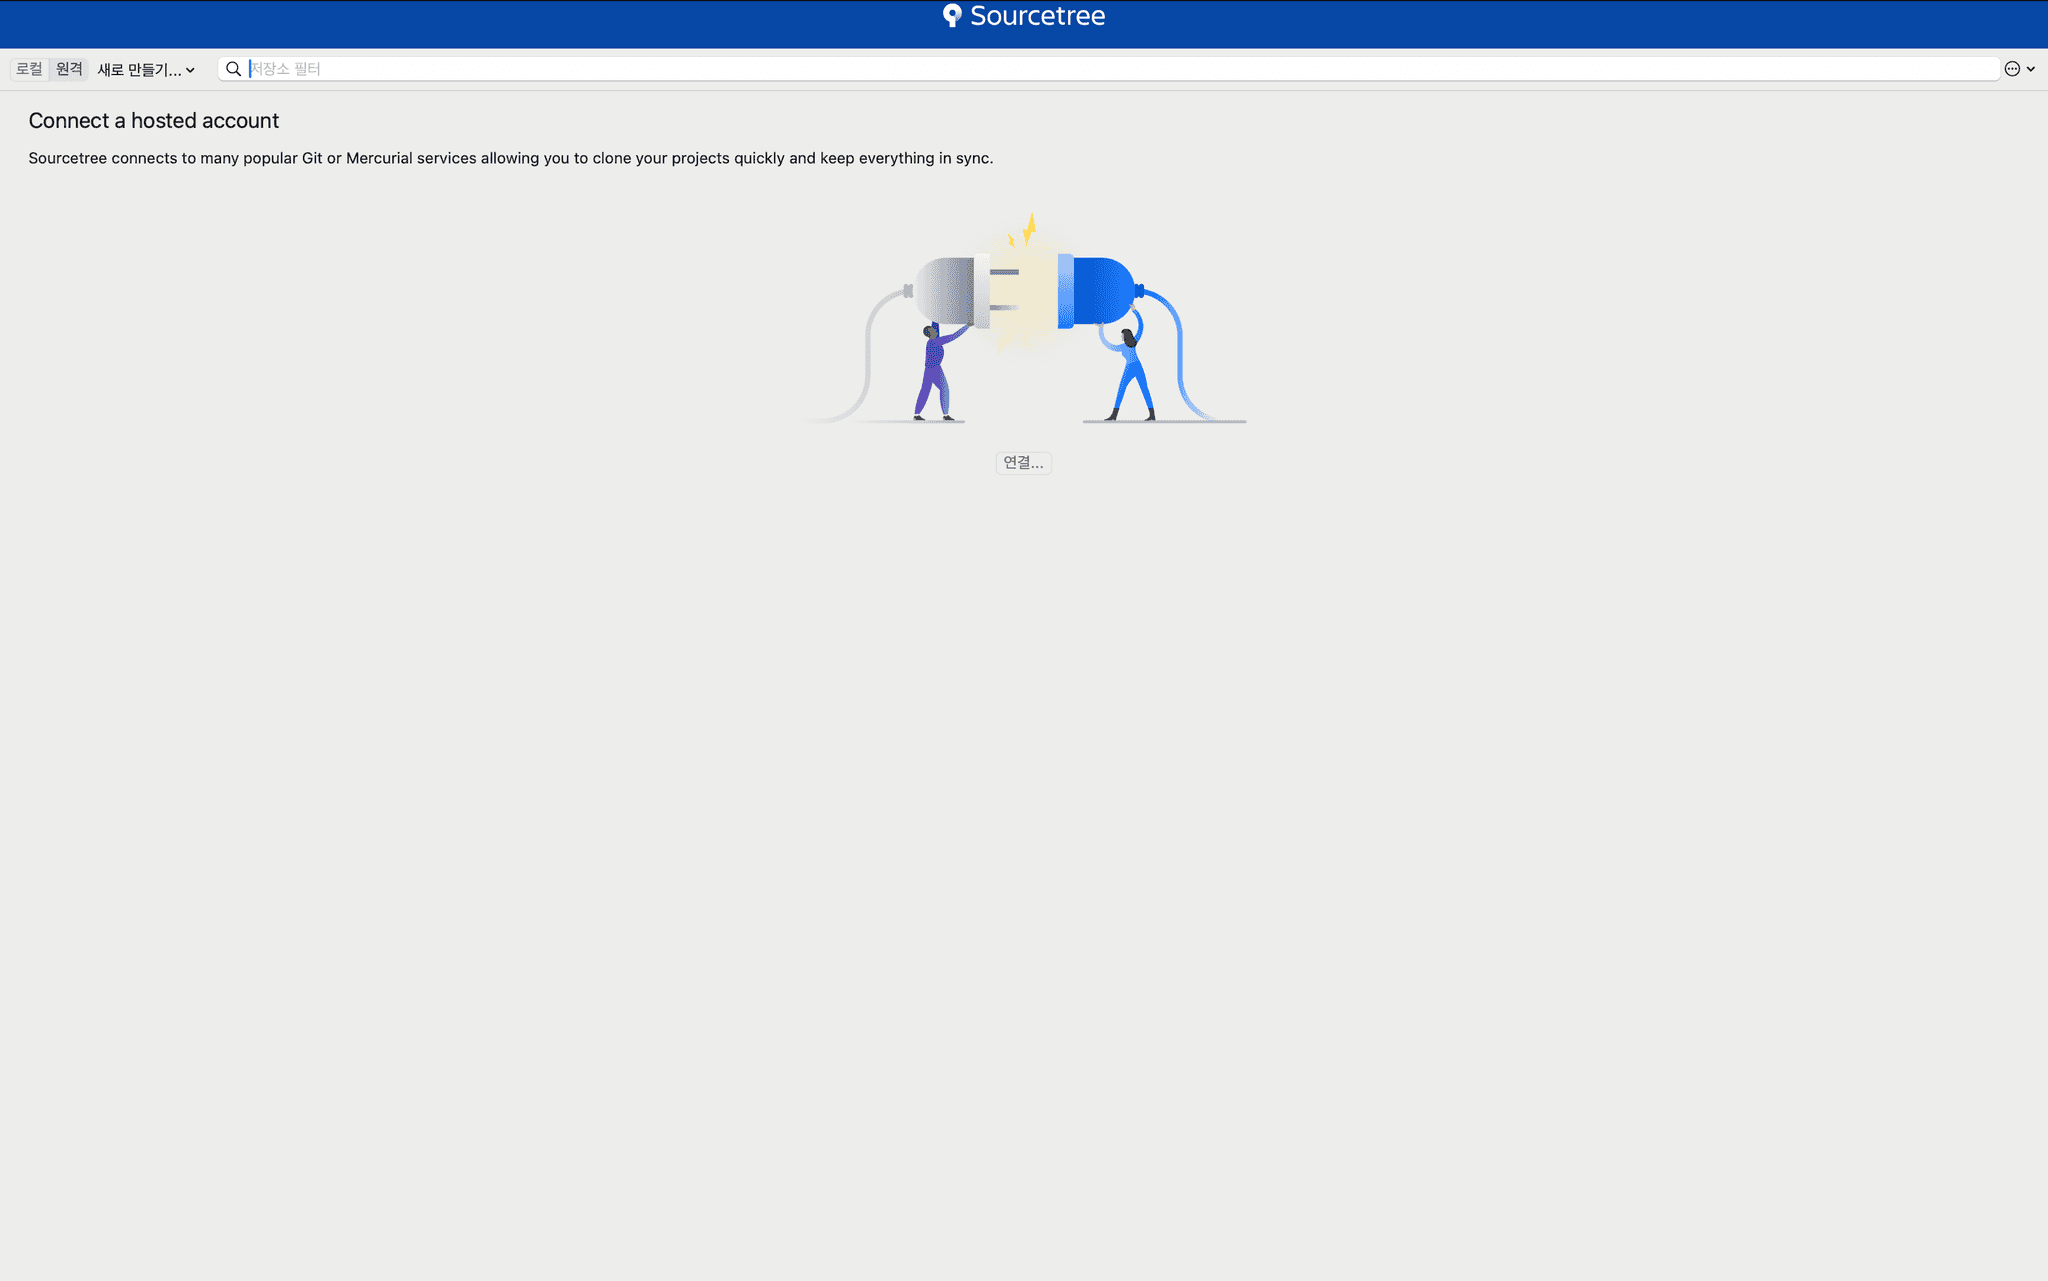 Sourcetree
로컬 원격 새로 만들기... 저장소 필터
Connect a hosted account
Sourcetree connects to many popular Git or Mercurial services allowing you to clone your projects quickly and keep everything in sync.
연결...